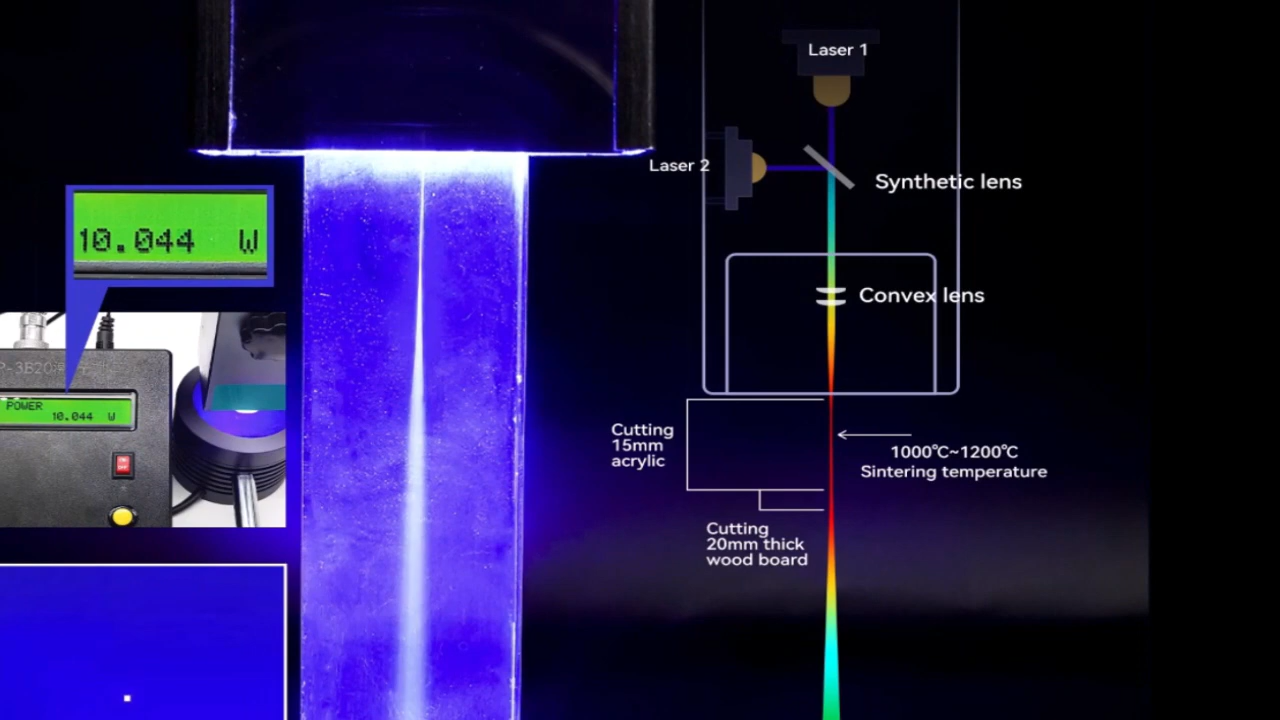 Laser 1
Laser 2
Synthetic lens
10.044 W
Convex lens
POWER
10.044 W
Cutting
15mm
acrylic
1000℃~1200℃
Sintering temperature
Cutting
20mm thick
wood board